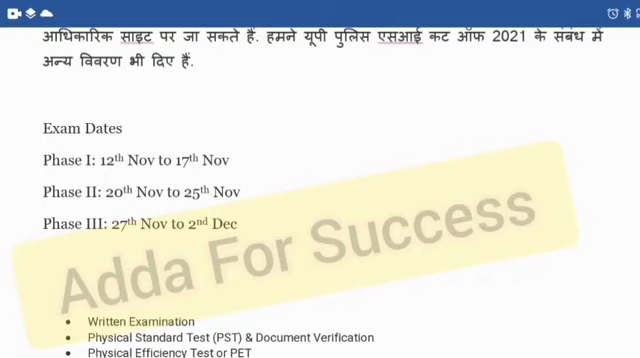 आधिकारिक साइट पर जा सकते हैं. हमने यूपी पुलिस एसआई कट ऑफ 2021 के संबंध में
अन्य विवरण भी दिए हैं.
Exam Dates
Phase I: 12th Nov to 17th Nov
Phase II: 20th Nov to 25th Nov
Phase III: 27th Nov to 2nd Dec
Adda For Success
• Written Examination
• Physical Standard Test (PST) & Document Verification
• Physical Efficiency Test or PET